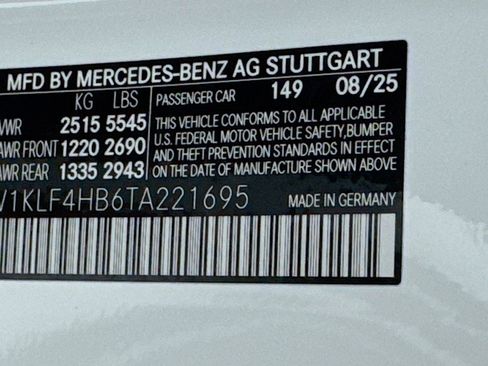 MFD BY MERCEDES-BENZ AG STUTTGART
KG LBS PASSENGER CAR 149 08/25
VWR 2515 5545
AWR FRONT 1220 2690
AWR REAR 1335 2943
THIS VEHICLE CONFORMS TO ALL APPLICABLE
U.S. FEDERAL MOTOR VEHICLE SAFETY,BUMPER
AND THEFT PREVENTION STANDARDS IN EFFECT
ON THE DATE OF MANUFACTURE SHOWN ABOVE.
V1KLF4HB6TA221695 MADE IN GERMANY